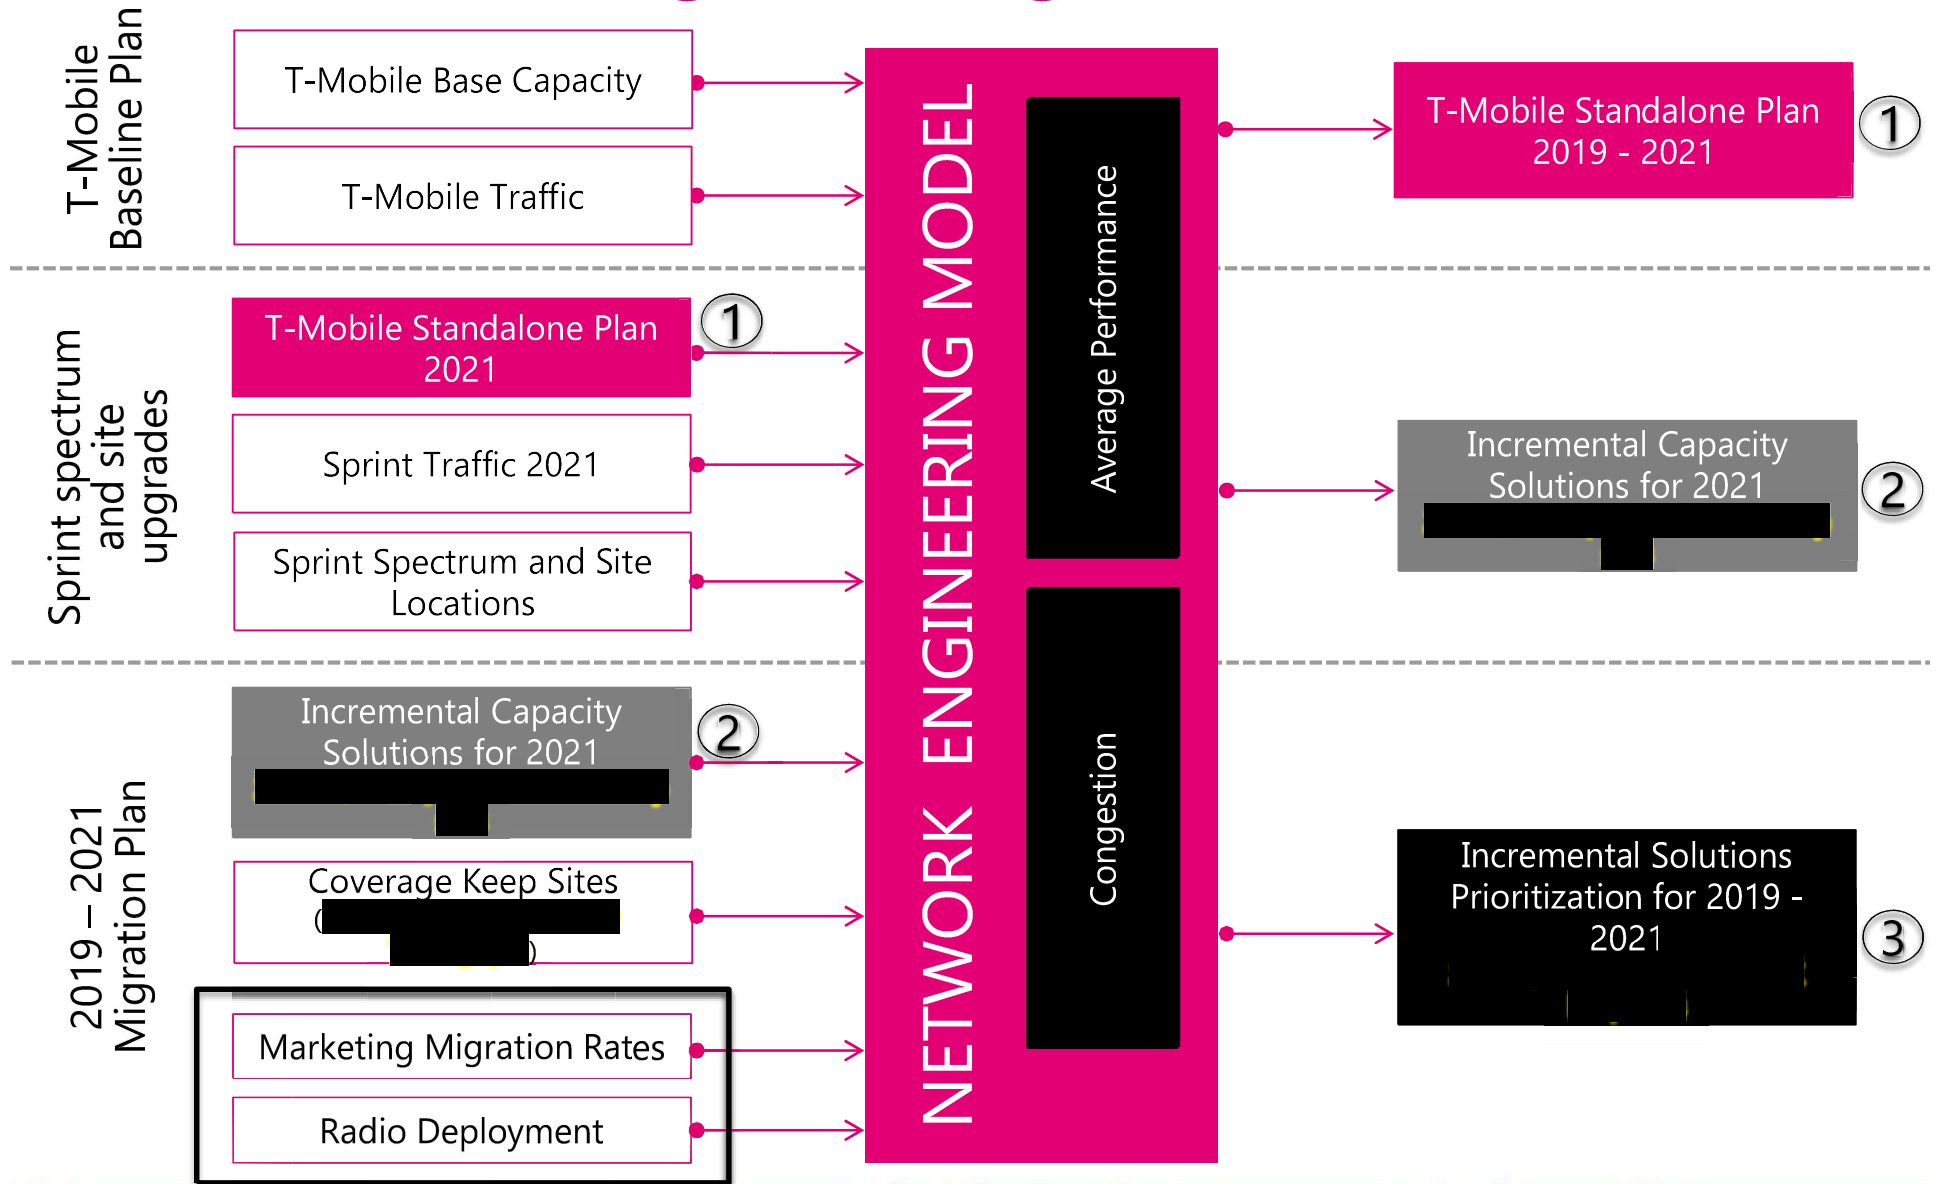 T-Mobile
Baseline Plan
T-Mobile Base Capacity
T-Mobile Traffic
T-Mobile Standalone Plan
2019 - 2021
1
Sprint spectrum
and site
upgrades
T-Mobile Standalone Plan
2021
1
Sprint Traffic 2021
Sprint Spectrum and Site
Locations
NETWORK ENGINEERING MODEL
Average Performance
Congestion
Incremental Capacity
Solutions for 2021
2
2019 – 2021
Migration Plan
Incremental Capacity
Solutions for 2021
2
Coverage Keep Sites
(
)
Marketing Migration Rates
Radio Deployment
Incremental Solutions
Prioritization for 2019 -
2021
3